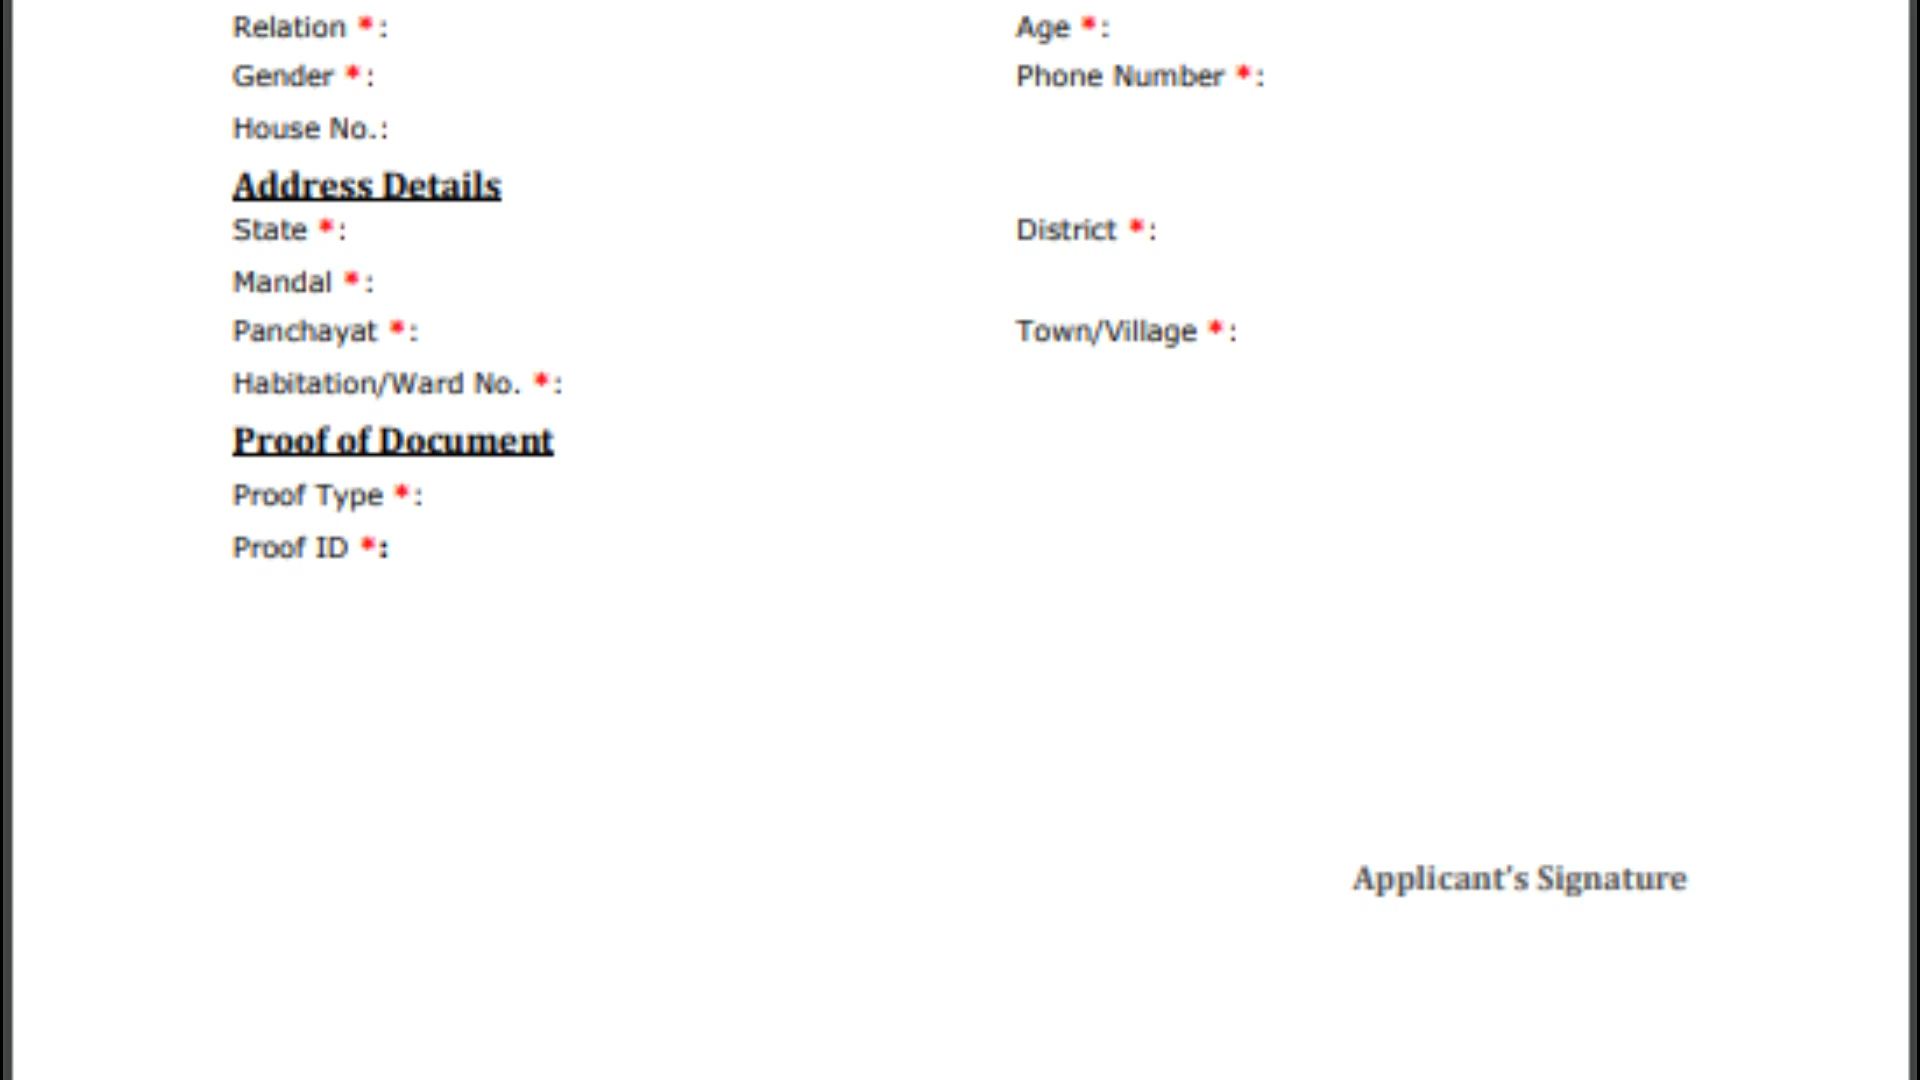 Relation *: Age *:
Gender *: Phone Number *:
House No.:
Address Details
State *: District *:
Mandal *:
Panchayat *: Town/Village *:
Habitation/Ward No. *:
Proof of Document
Proof Type *:
Proof ID *:
Applicant's Signature